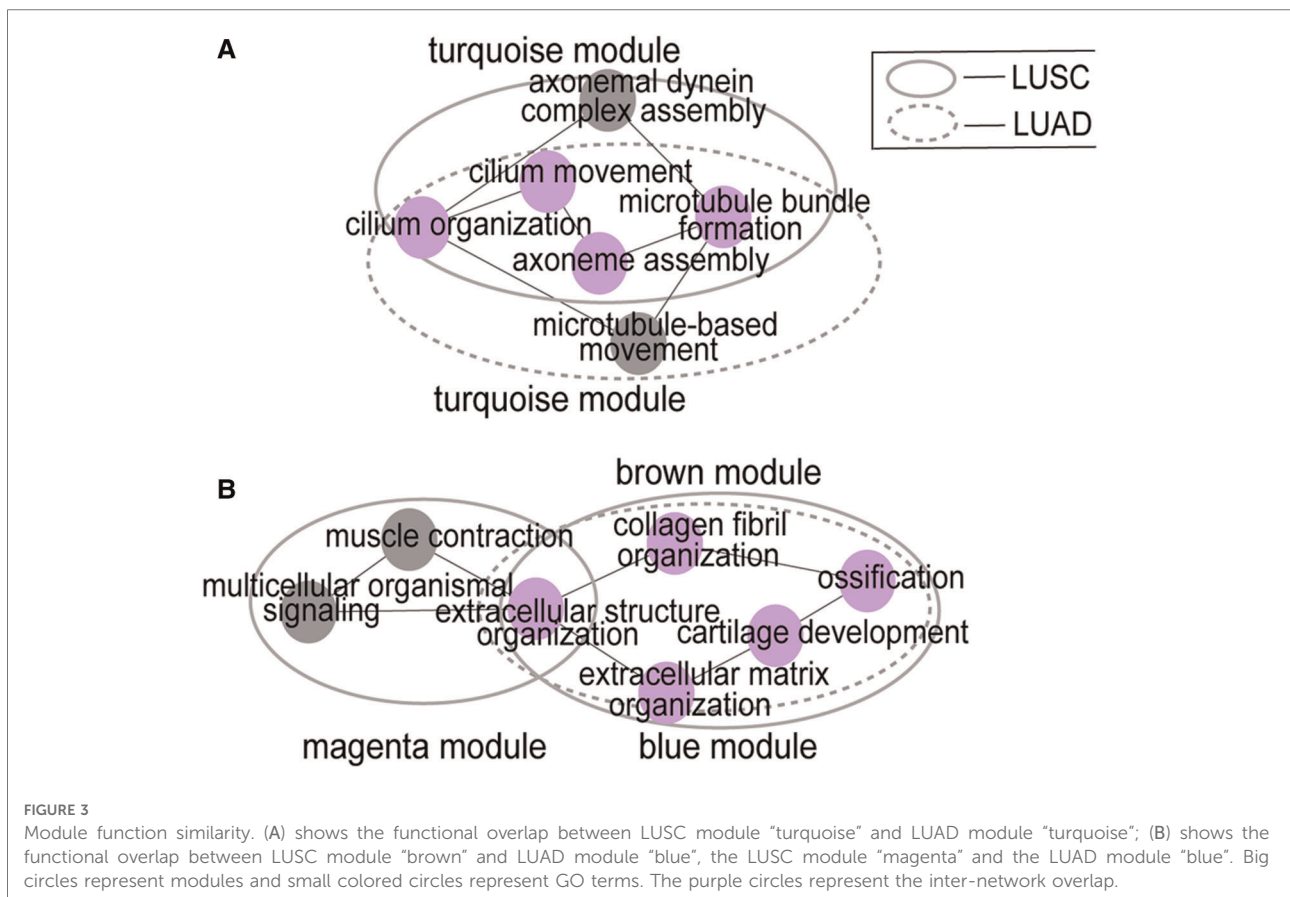 A
turquoise module
axonemal dynein
complex assembly
LUSC
LUAD
cilium movement
microtubule bundle
formation
cilium organization
axoneme assembly
microtubule-based
movement
turquoise module
B
brown module
collagen fibril
organization
muscle contraction
ossification
multicellular organismal
signaling
extracellular structure
organization
cartilage development
extracellular matrix
organization
magenta module
blue module
FIGURE 3
Module function similarity. (A) shows the functional overlap between LUSC module “turquoise” and LUAD module “turquoise”; (B) shows the
functional overlap between LUSC module “brown” and LUAD module “blue”, the LUSC module “magenta” and the LUAD module “blue”. Big
circles represent modules and small colored circles represent GO terms. The purple circles represent the inter-network overlap.